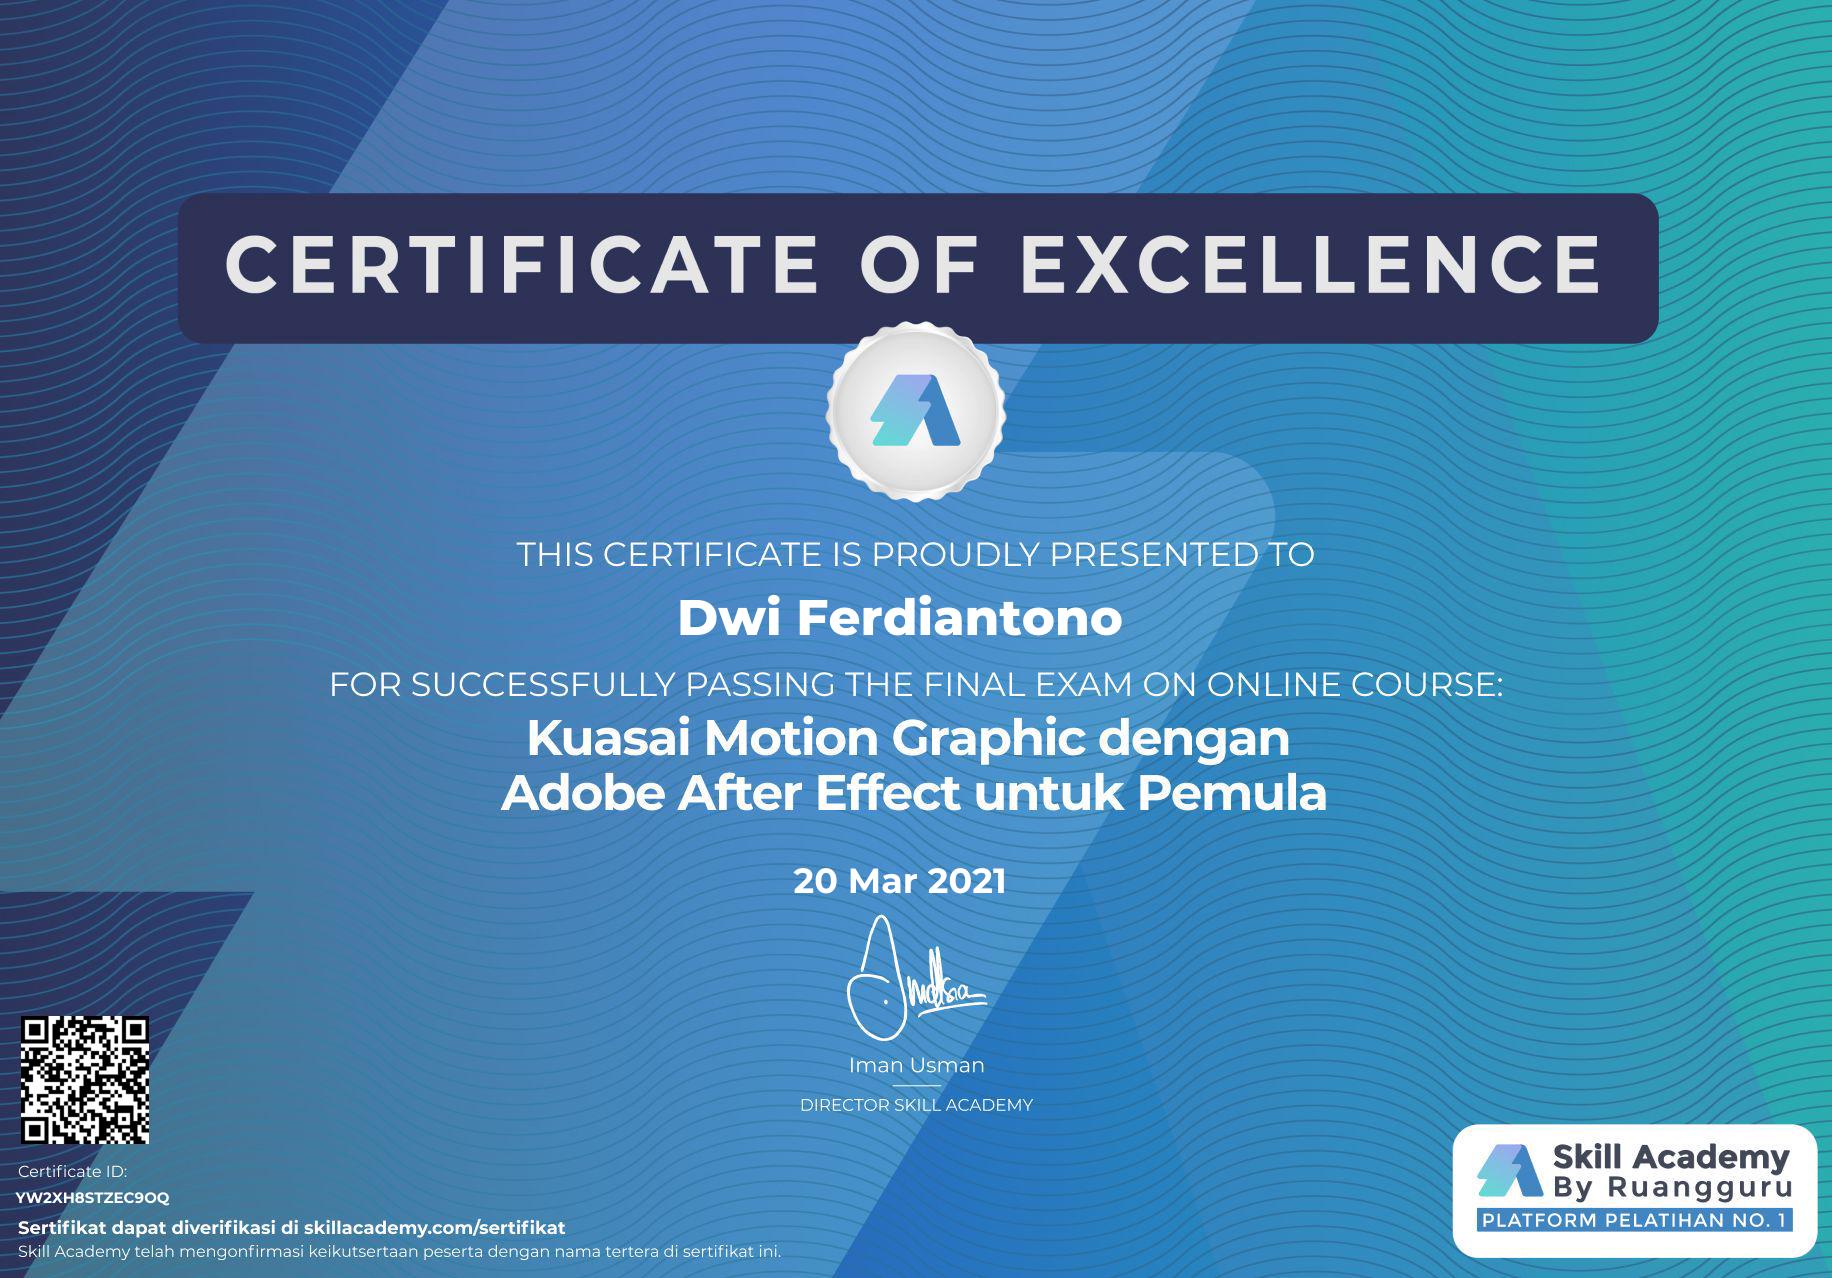 CERTIFICATE OF EXCELLENCE
THIS CERTIFICATE IS PROUDLY PRESENTED TO
Dwi Ferdiantono
FOR SUCCESSFULLY PASSING THE FINAL EXAM ON ONLINE COURSE:
Kuasai Motion Graphic dengan
Adobe After Effect untuk Pemula
20 Mar 2021
Iman Usman
DIRECTOR SKILL ACADEMY
Certificate ID:
YW2XH8STZEC9OQ
Sertifikat dapat diverifikasi di skillacademy.com/sertifikat
Skill Academy telah mengonfirmasi keikutsertaan peserta dengan nama tertera di sertifikat ini.
Skill Academy
By Ruangguru
PLATFORM PELATIHAN NO. 1